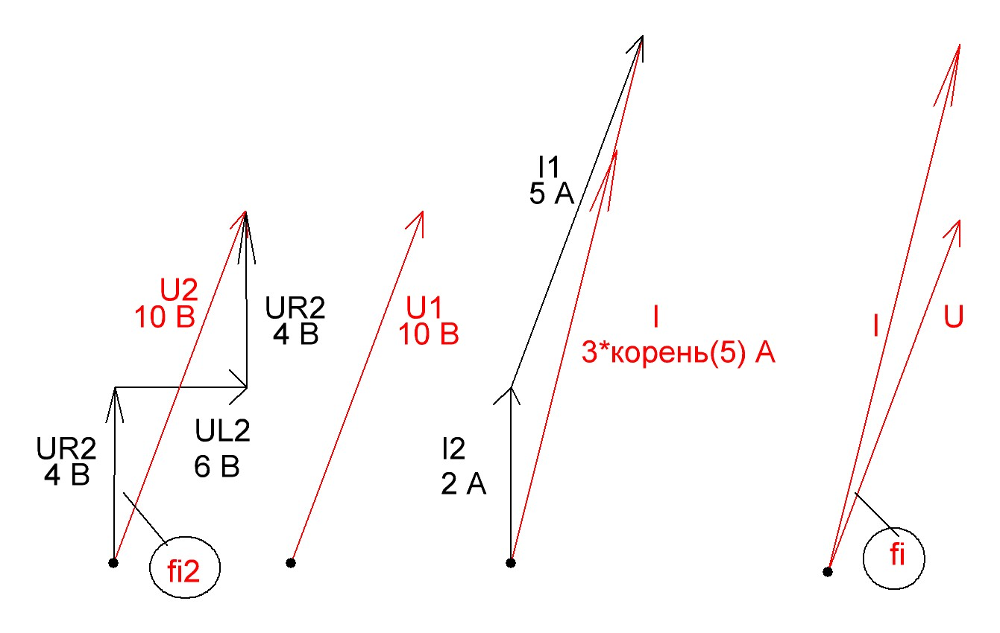 U2
10 В
UR2
4 В
UR2
4 В
UL2
6 В
fi2
U1
10 В
I1
5 А
I2
2 А
I
3*корень(5) А
I
U
fi